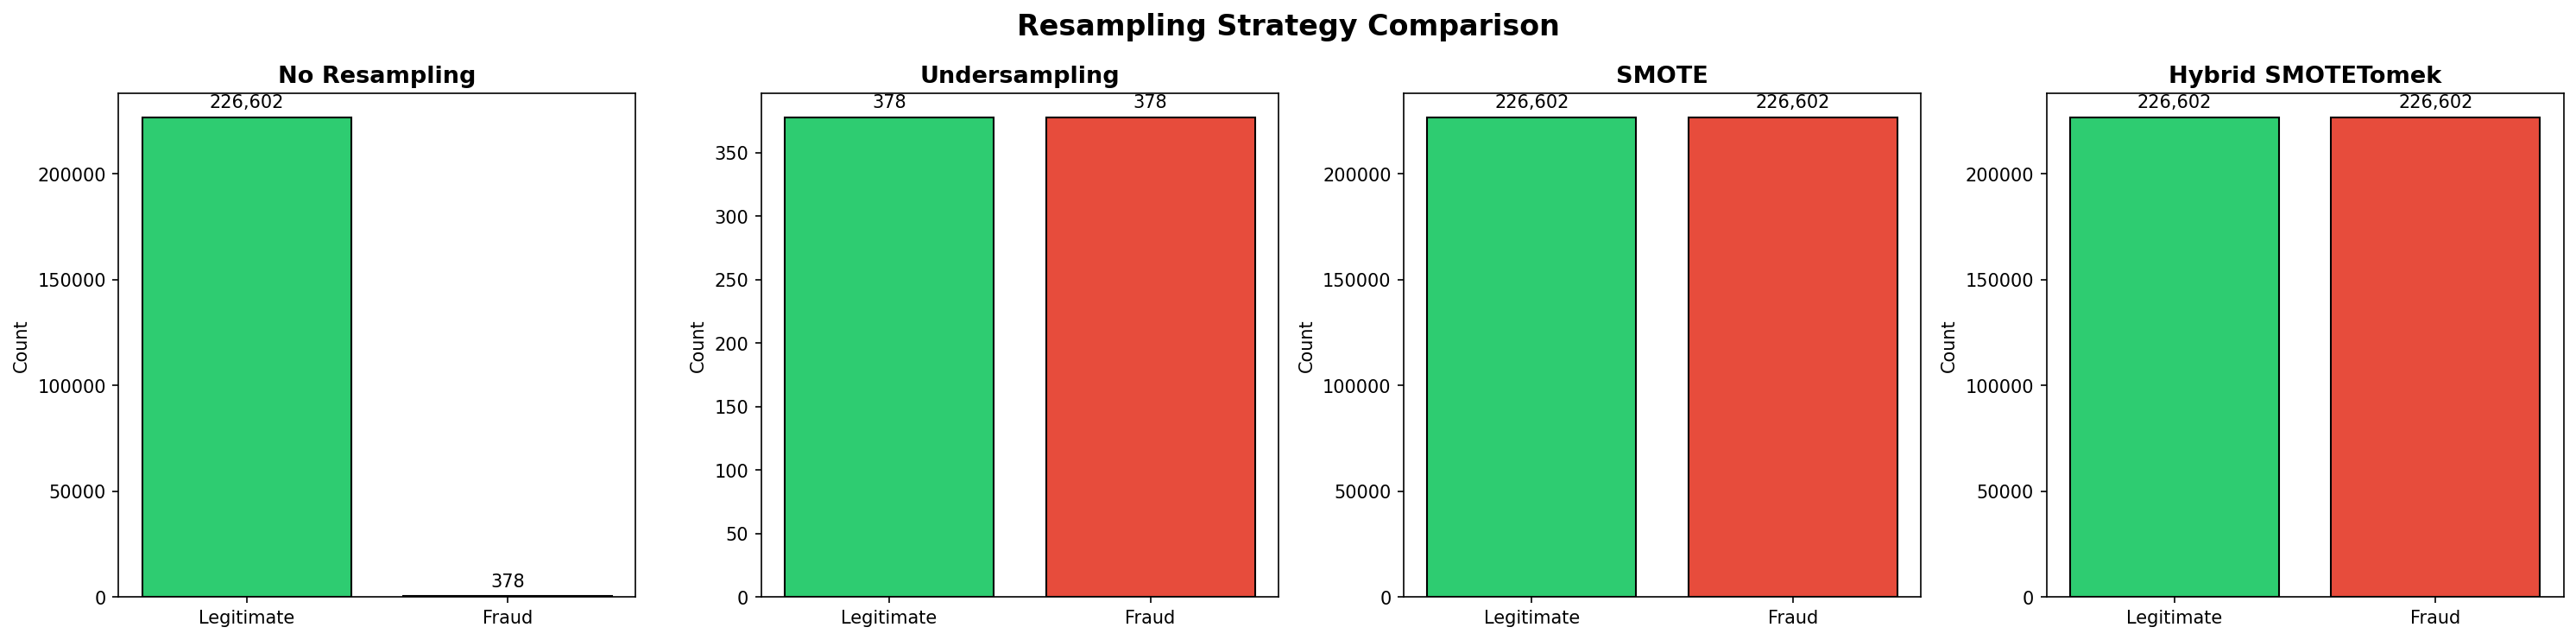 Resampling Strategy Comparison
No Resampling
226,602
378
200000
150000
100000
50000
0
Count
Legitimate
Fraud
Undersampling
378
378
350
300
250
200
150
100
50
0
Count
Legitimate
Fraud
SMOTE
226,602
226,602
200000
150000
100000
50000
0
Count
Legitimate
Fraud
Hybrid SMOTETomek
226,602
226,602
200000
150000
100000
50000
0
Count
Legitimate
Fraud